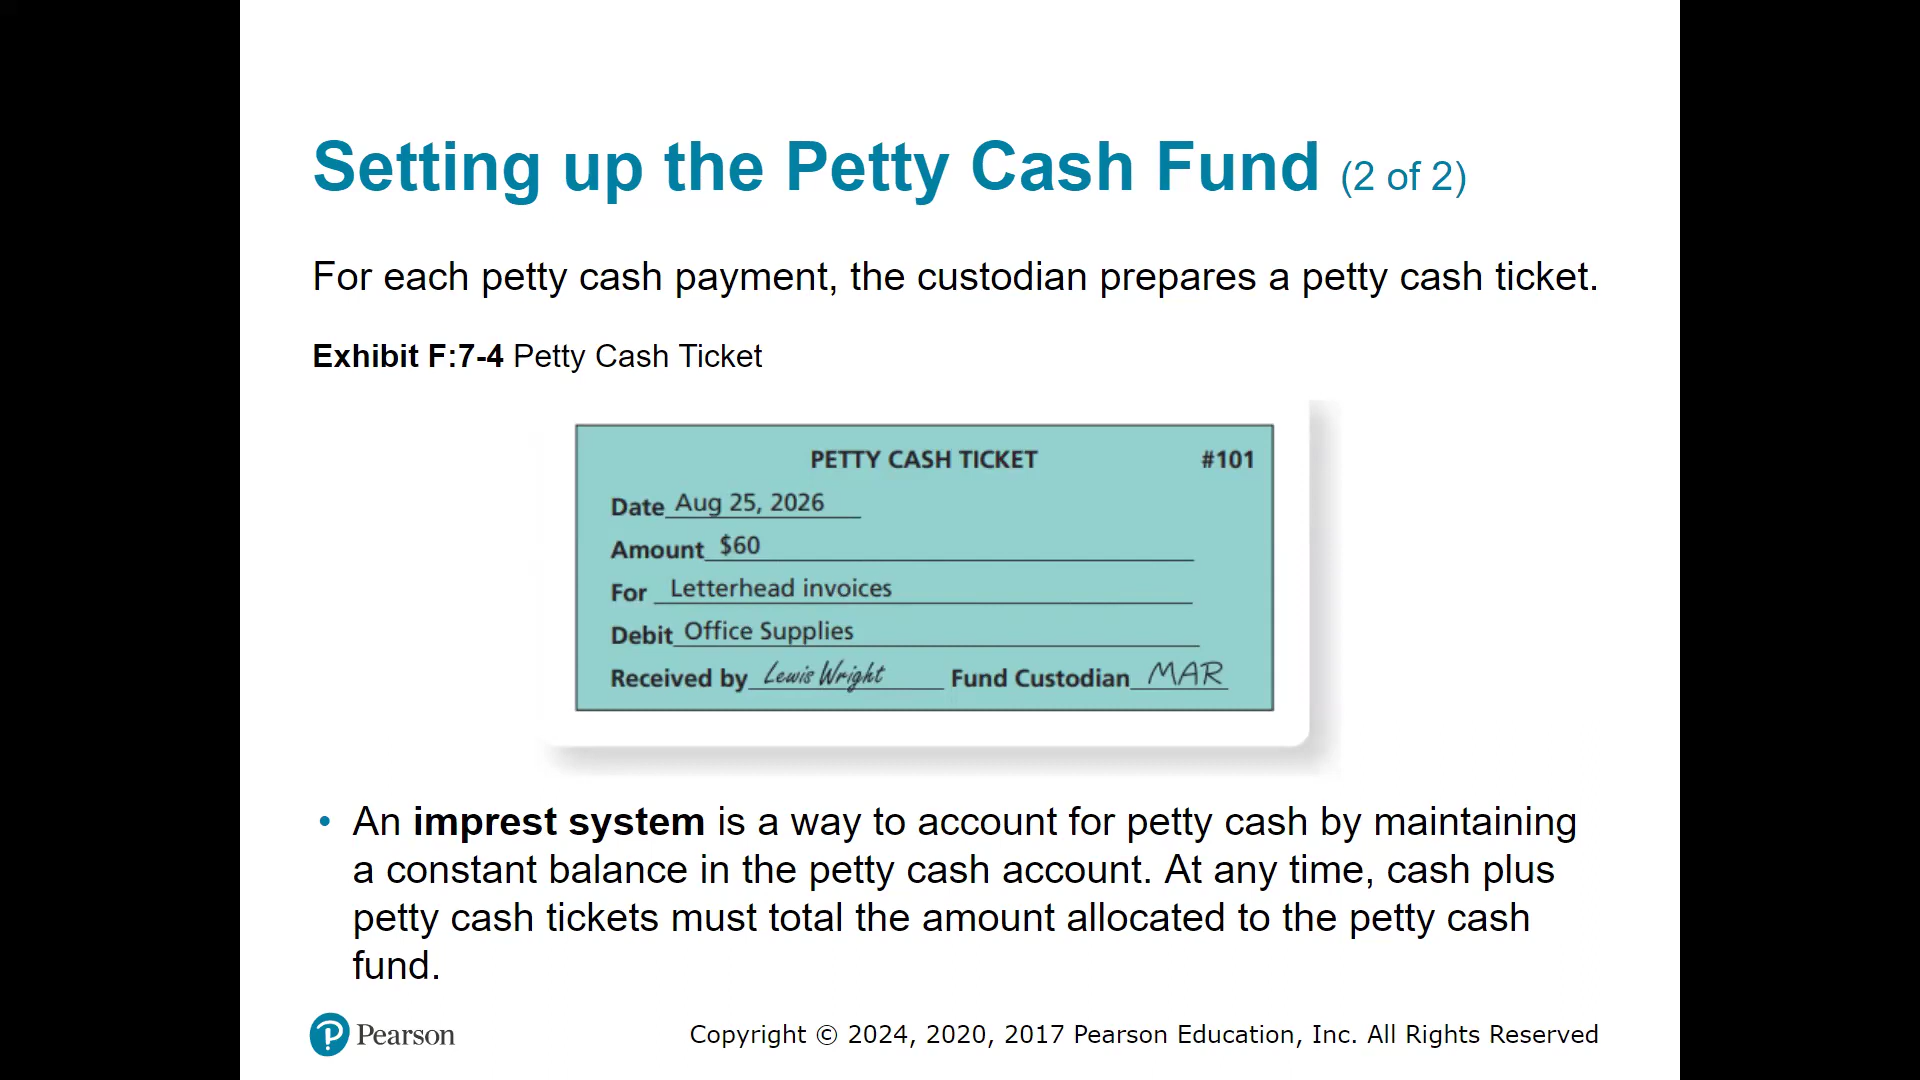 Setting up the Petty Cash Fund (2 of 2)
For each petty cash payment, the custodian prepares a petty cash ticket.
Exhibit F:7-4 Petty Cash Ticket
PETTY CASH TICKET #101
Date Aug 25, 2026
Amount $60
For Letterhead invoices
Debit Office Supplies
Received by Lewis Wright Fund Custodian MAR
• An imprest system is a way to account for petty cash by maintaining
a constant balance in the petty cash account. At any time, cash plus
petty cash tickets must total the amount allocated to the petty cash
fund.
P Pearson
Copyright © 2024, 2020, 2017 Pearson Education, Inc. All Rights Reserved